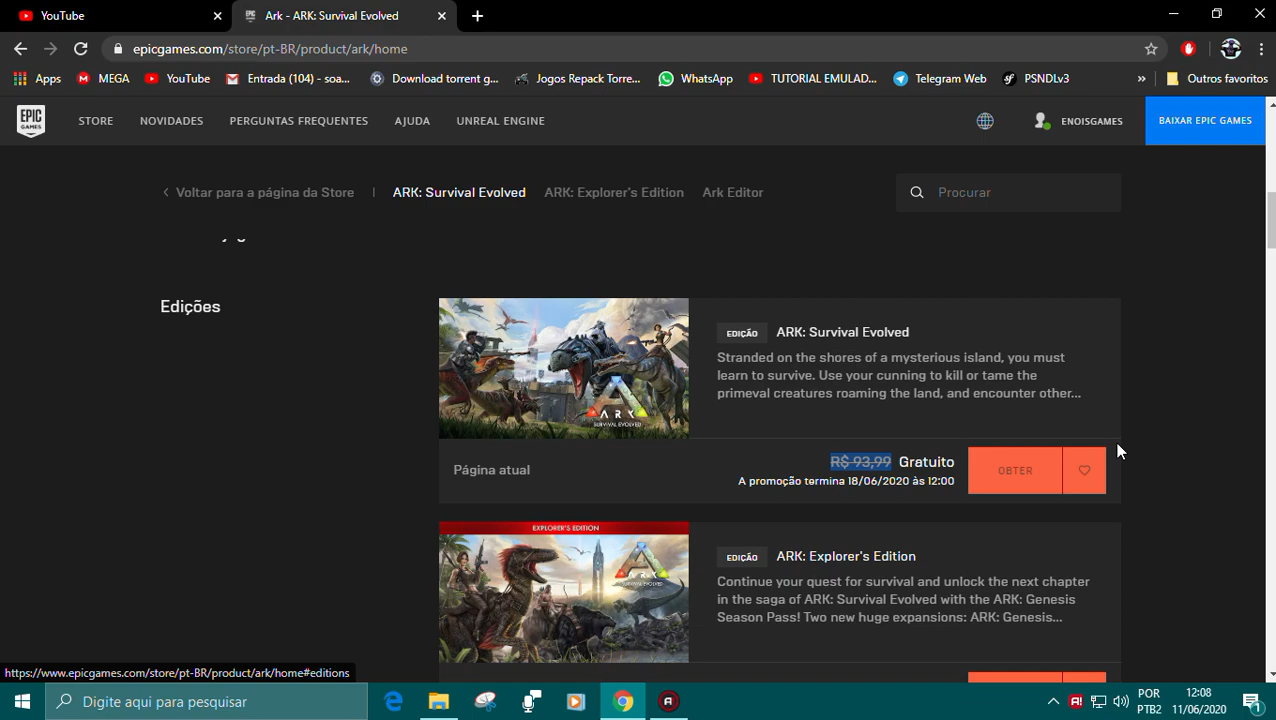 YouTube
Ark - ARK: Survival Evolved
epicgames.com/store/pt-BR/product/ark/home
Apps
MEGA
YouTube
Entrada (104) - soa...
Download torrent g...
Jogos Repack Torre...
WhatsApp
TUTORIAL EMULAD...
Telegram Web
PSNDLv3
»
Outros favoritos
EPIC GAMES
STORE
NOVIDADES
PERGUNTAS FREQUENTES
AJUDA
UNREAL ENGINE
ENOISGAMES
BAIXAR EPIC GAMES
Voltar para a página da Store
ARK: Survival Evolved
ARK: Explorer's Edition
Ark Editor
Procurar
Edições
ARK
SURVIVAL EVOLVED
EDIÇÃO ARK: Survival Evolved
Stranded on the shores of a mysterious island, you must
learn to survive. Use your cunning to kill or tame the
primeval creatures roaming the land, and encounter other...
Página atual
R$ 93,99 Gratuito
A promoção termina 18/06/2020 às 12:00
OBTER
EXPLORER'S EDITION
ARK
EDIÇÃO ARK: Explorer's Edition
Continue your quest for survival and unlock the next chapter
in the saga of ARK: Survival Evolved with the ARK: Genesis
Season Pass! Two new huge expansions: ARK: Genesis...
https://www.epicgames.com/store/pt-BR/product/ark/home#editions
Digite aqui para pesquisar
POR
PTB2
12:08
11/06/2020
1